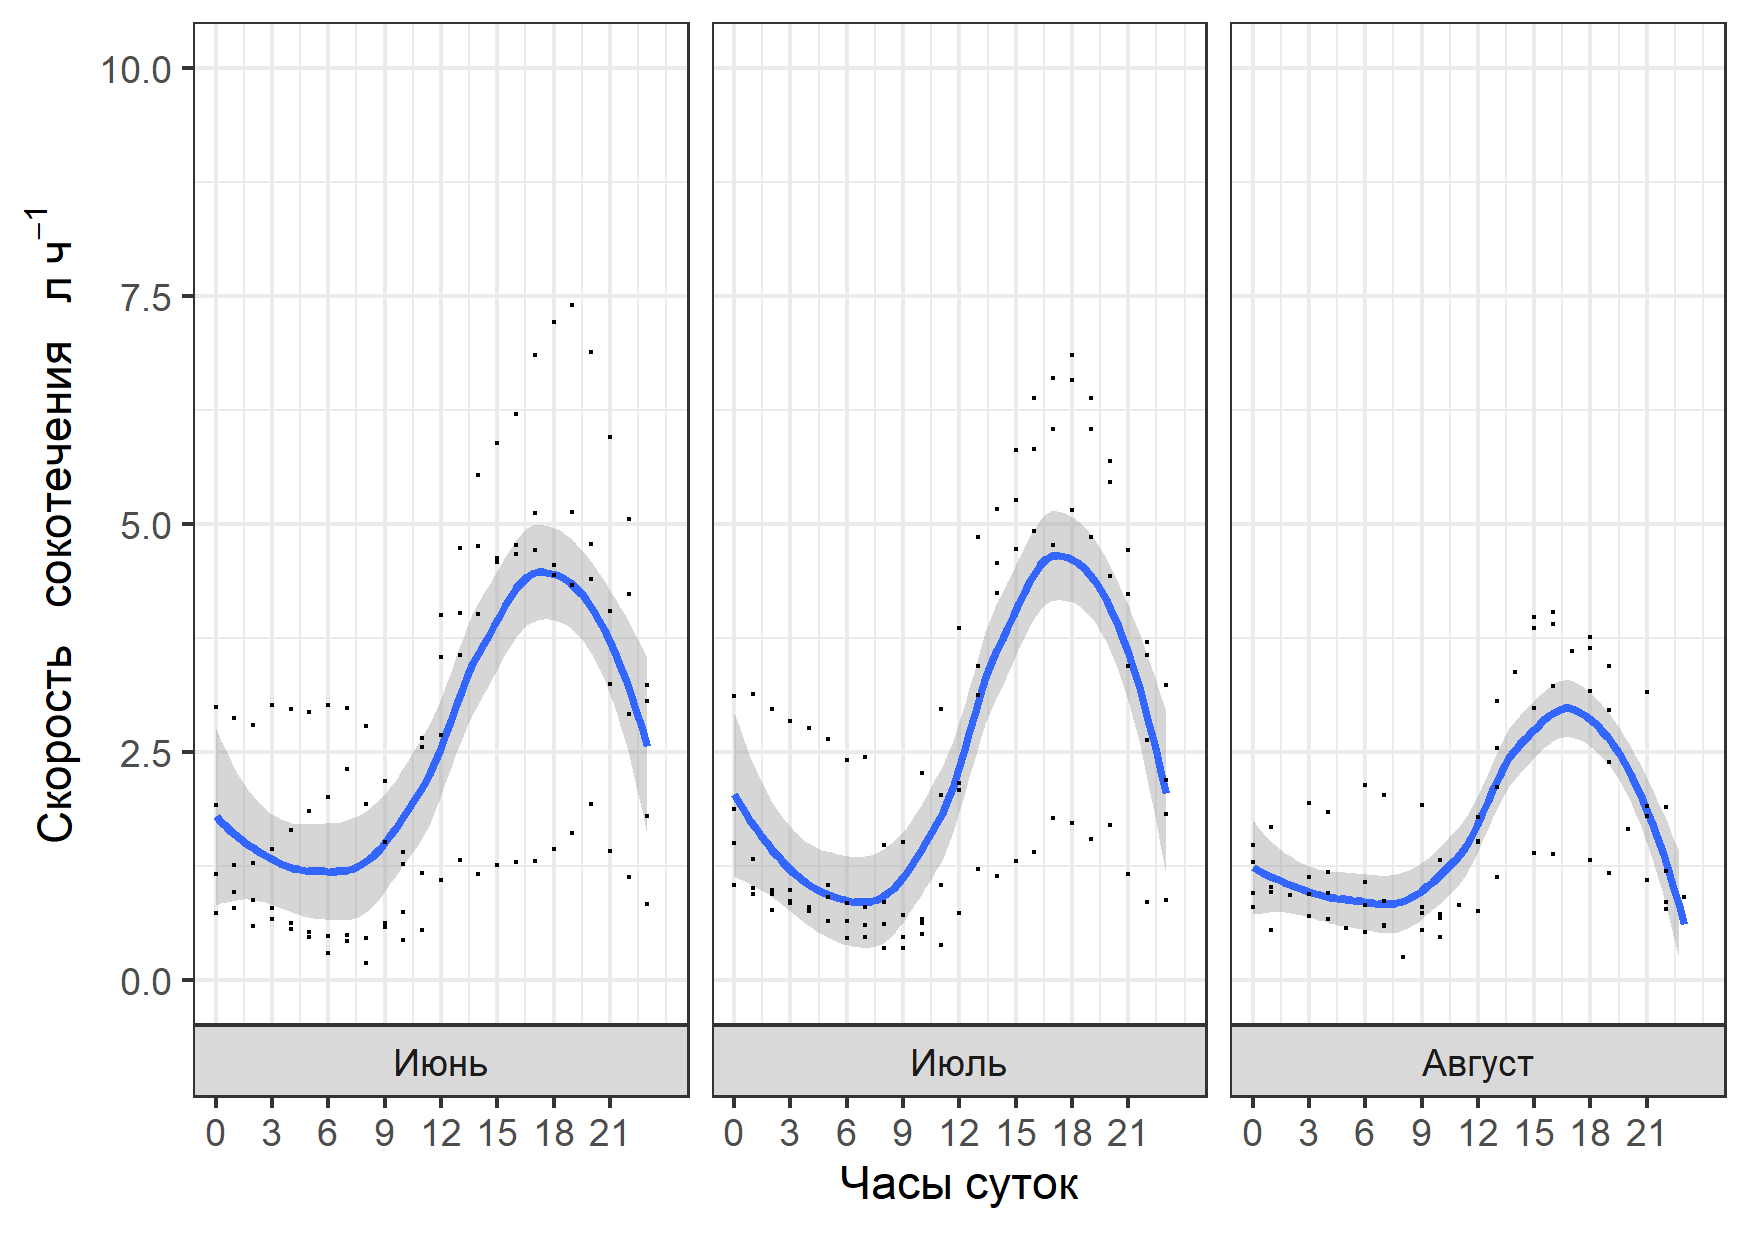 Скорость сокотечения л ч⁻¹
10.0
7.5
5.0
2.5
0.0
Июнь Июль Август
0 3 6 9 12 15 18 21 0 3 6 9 12 15 18 21 0 3 6 9 12 15 18 21
Часы суток